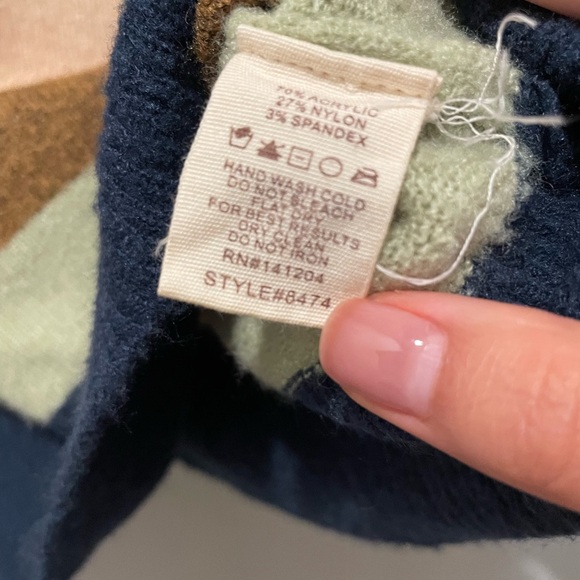 70% ACRYLIC
27% NYLON
3% SPANDEX
HAND WASH COLD
DO NOT BLEACH
FLAT DRY
FOR BEST RESULTS
DRY CLEAN
DO NOT IRON
RN#141204
STYLE#8474